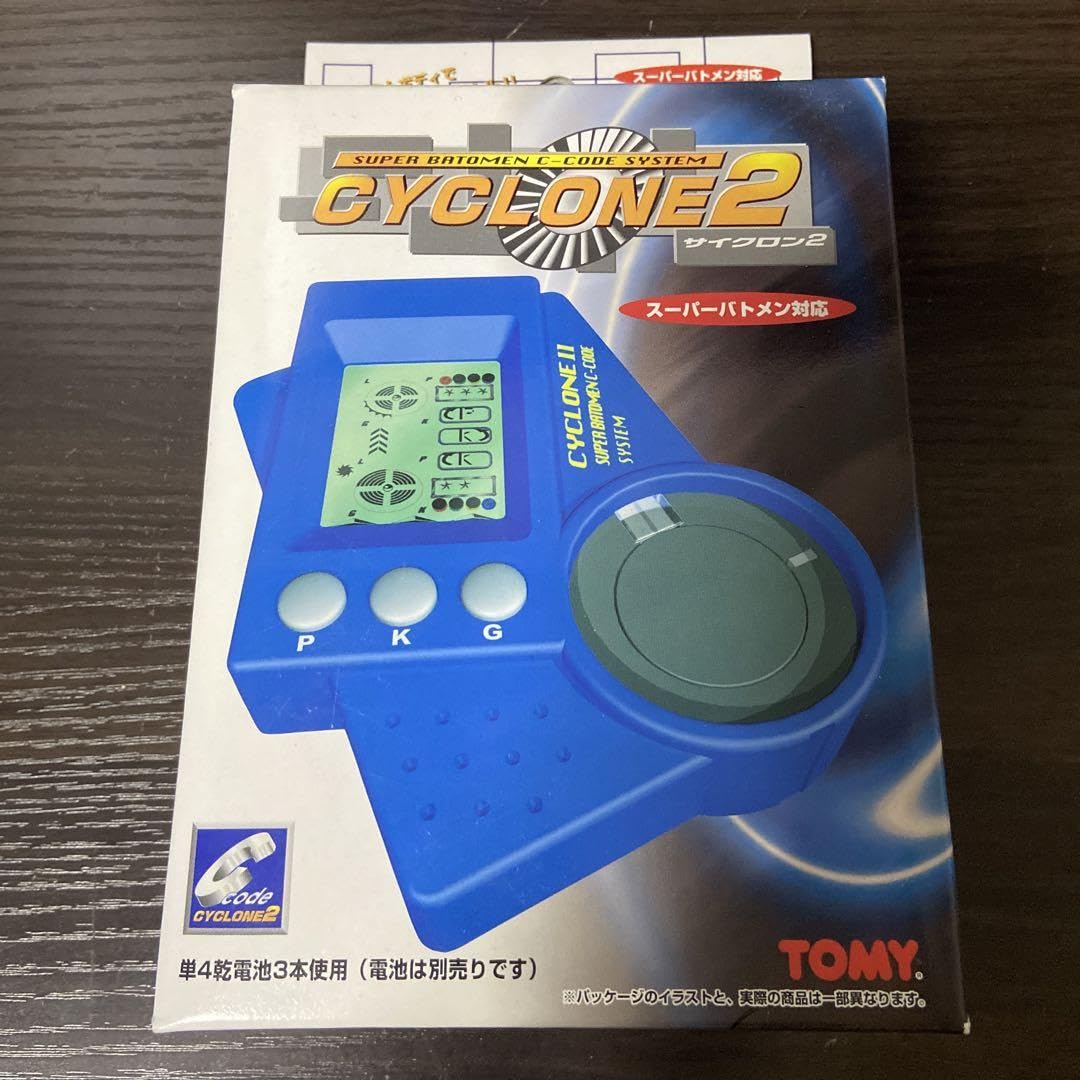 ボディで
スーパーバトメン対応
SUPER BATOMEN C-CODE SYSTEM
CYCLONE2
サイクロン2
スーパーバトメン対応
CYCLONE II
SUPER BATOMEN C-CODE
SYSTEM
P K G
C code
CYCLONE2
TOMY
単4乾電池3本使用（電池は別売りです）
※パッケージのイラストと、実際の商品は一部異なります。